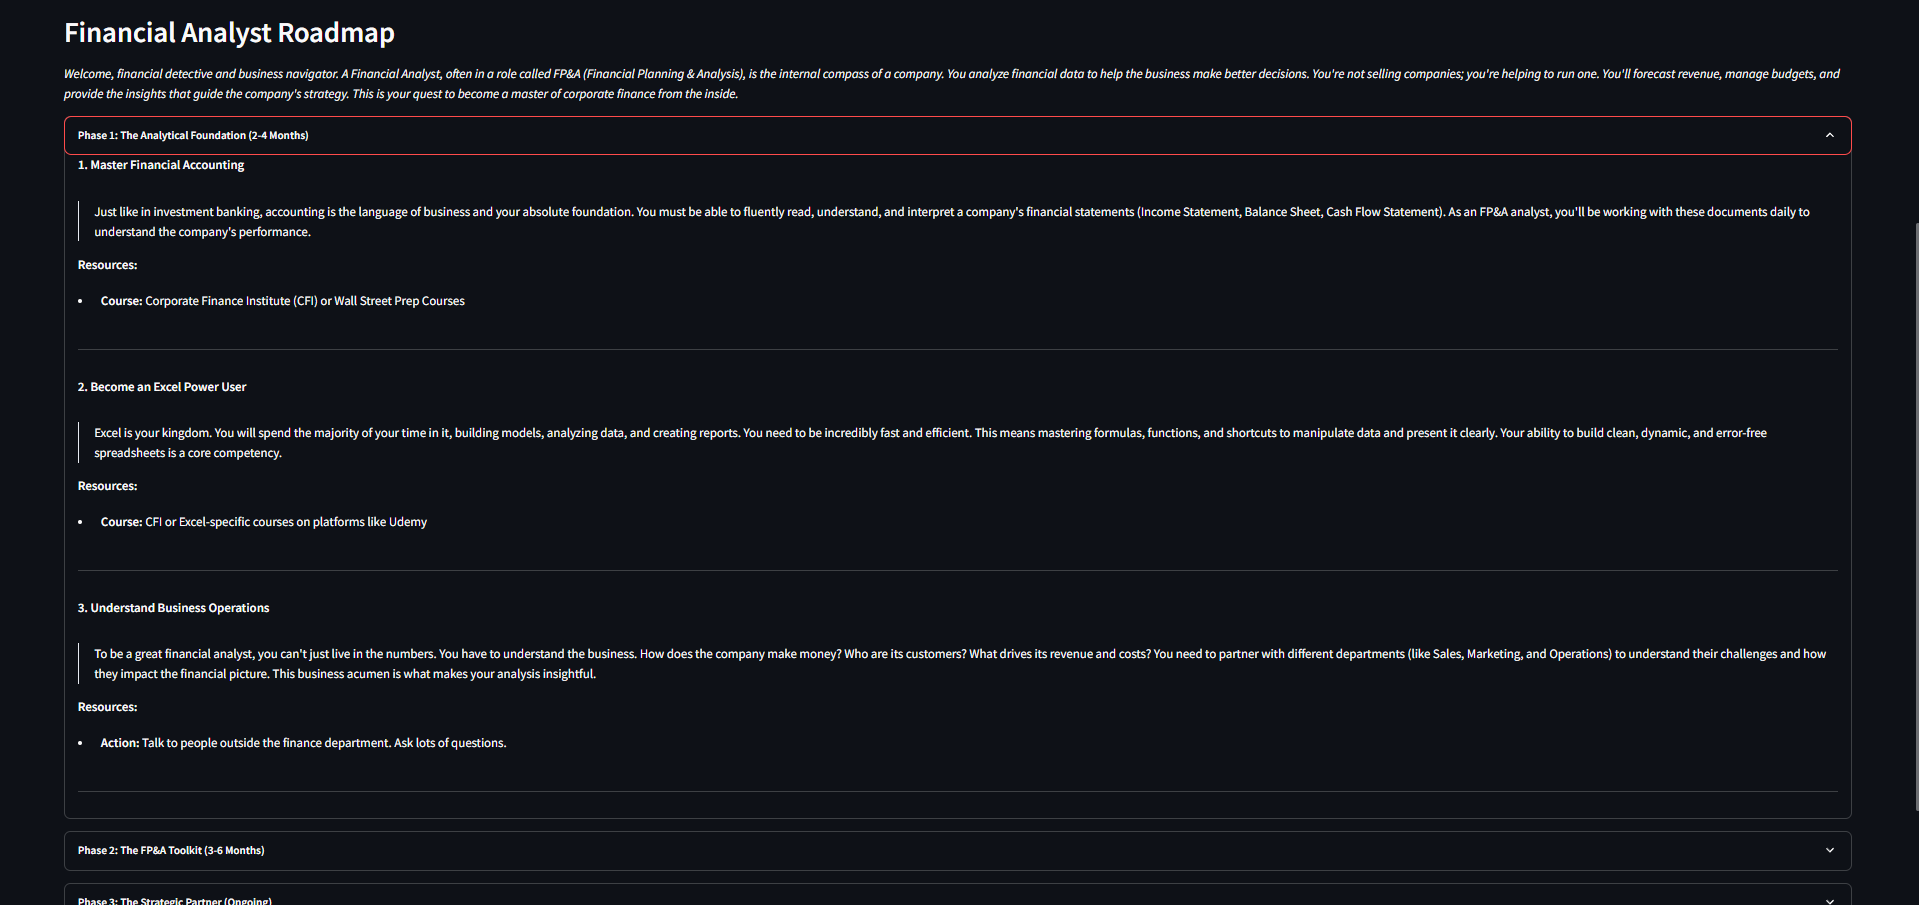 Financial Analyst Roadmap
Welcome, financial detective and business navigator. A Financial Analyst, often in a role called FP&A (Financial Planning & Analysis), is the internal compass of a company. You analyze financial data to help the business make better decisions. You're not selling companies; you're helping to run one. You'll forecast revenue, manage budgets, and
provide the insights that guide the company's strategy. This is your quest to become a master of corporate finance from the inside.
Phase 1: The Analytical Foundation (2-4 Months)
1. Master Financial Accounting
Just like in investment banking, accounting is the language of business and your absolute foundation. You must be able to fluently read, understand, and interpret a company's financial statements (Income Statement, Balance Sheet, Cash Flow Statement). As an FP&A analyst, you'll be working with these documents daily to
understand the company's performance.
Resources:
• Course: Corporate Finance Institute (CFI) or Wall Street Prep Courses
2. Become an Excel Power User
Excel is your kingdom. You will spend the majority of your time in it, building models, analyzing data, and creating reports. You need to be incredibly fast and efficient. This means mastering formulas, functions, and shortcuts to manipulate data and present it clearly. Your ability to build clean, dynamic, and error-free
spreadsheets is a core competency.
Resources:
• Course: CFI or Excel-specific courses on platforms like Udemy
3. Understand Business Operations
To be a great financial analyst, you can't just live in the numbers. You have to understand the business. How does the company make money? Who are its customers? What drives its revenue and costs? You need to partner with different departments (like Sales, Marketing, and Operations) to understand their challenges and how
they impact the financial picture. This business acumen is what makes your analysis insightful.
Resources:
• Action: Talk to people outside the finance department. Ask lots of questions.
Phase 2: The FP&A Toolkit (3-6 Months)
Phase 3: The Strategic Partner (Ongoing)